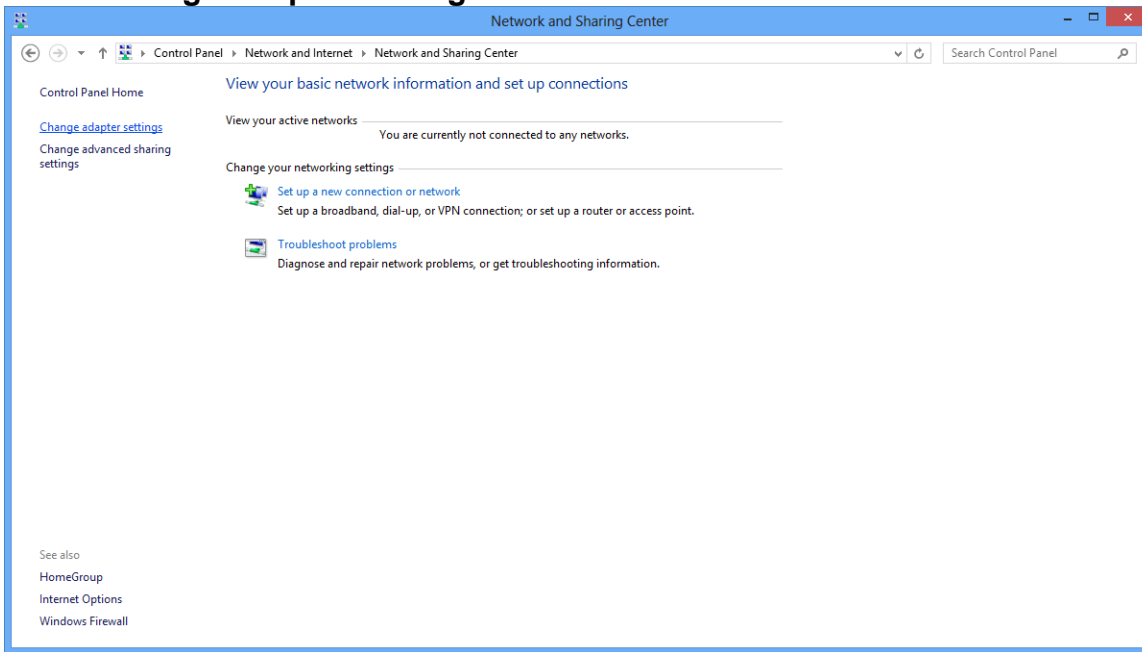 Network and Sharing Center
Control Panel Network and Internet Network and Sharing Center
Search Control Panel
Control Panel Home
Change adapter settings
Change advanced sharing
settings
View your basic network information and set up connections
View your active networks
You are currently not connected to any networks.
Change your networking settings
Set up a new connection or network
Set up a broadband, dial-up, or VPN connection; or set up a router or access point.
Troubleshoot problems
Diagnose and repair network problems, or get troubleshooting information.
See also
HomeGroup
Internet Options
Windows Firewall